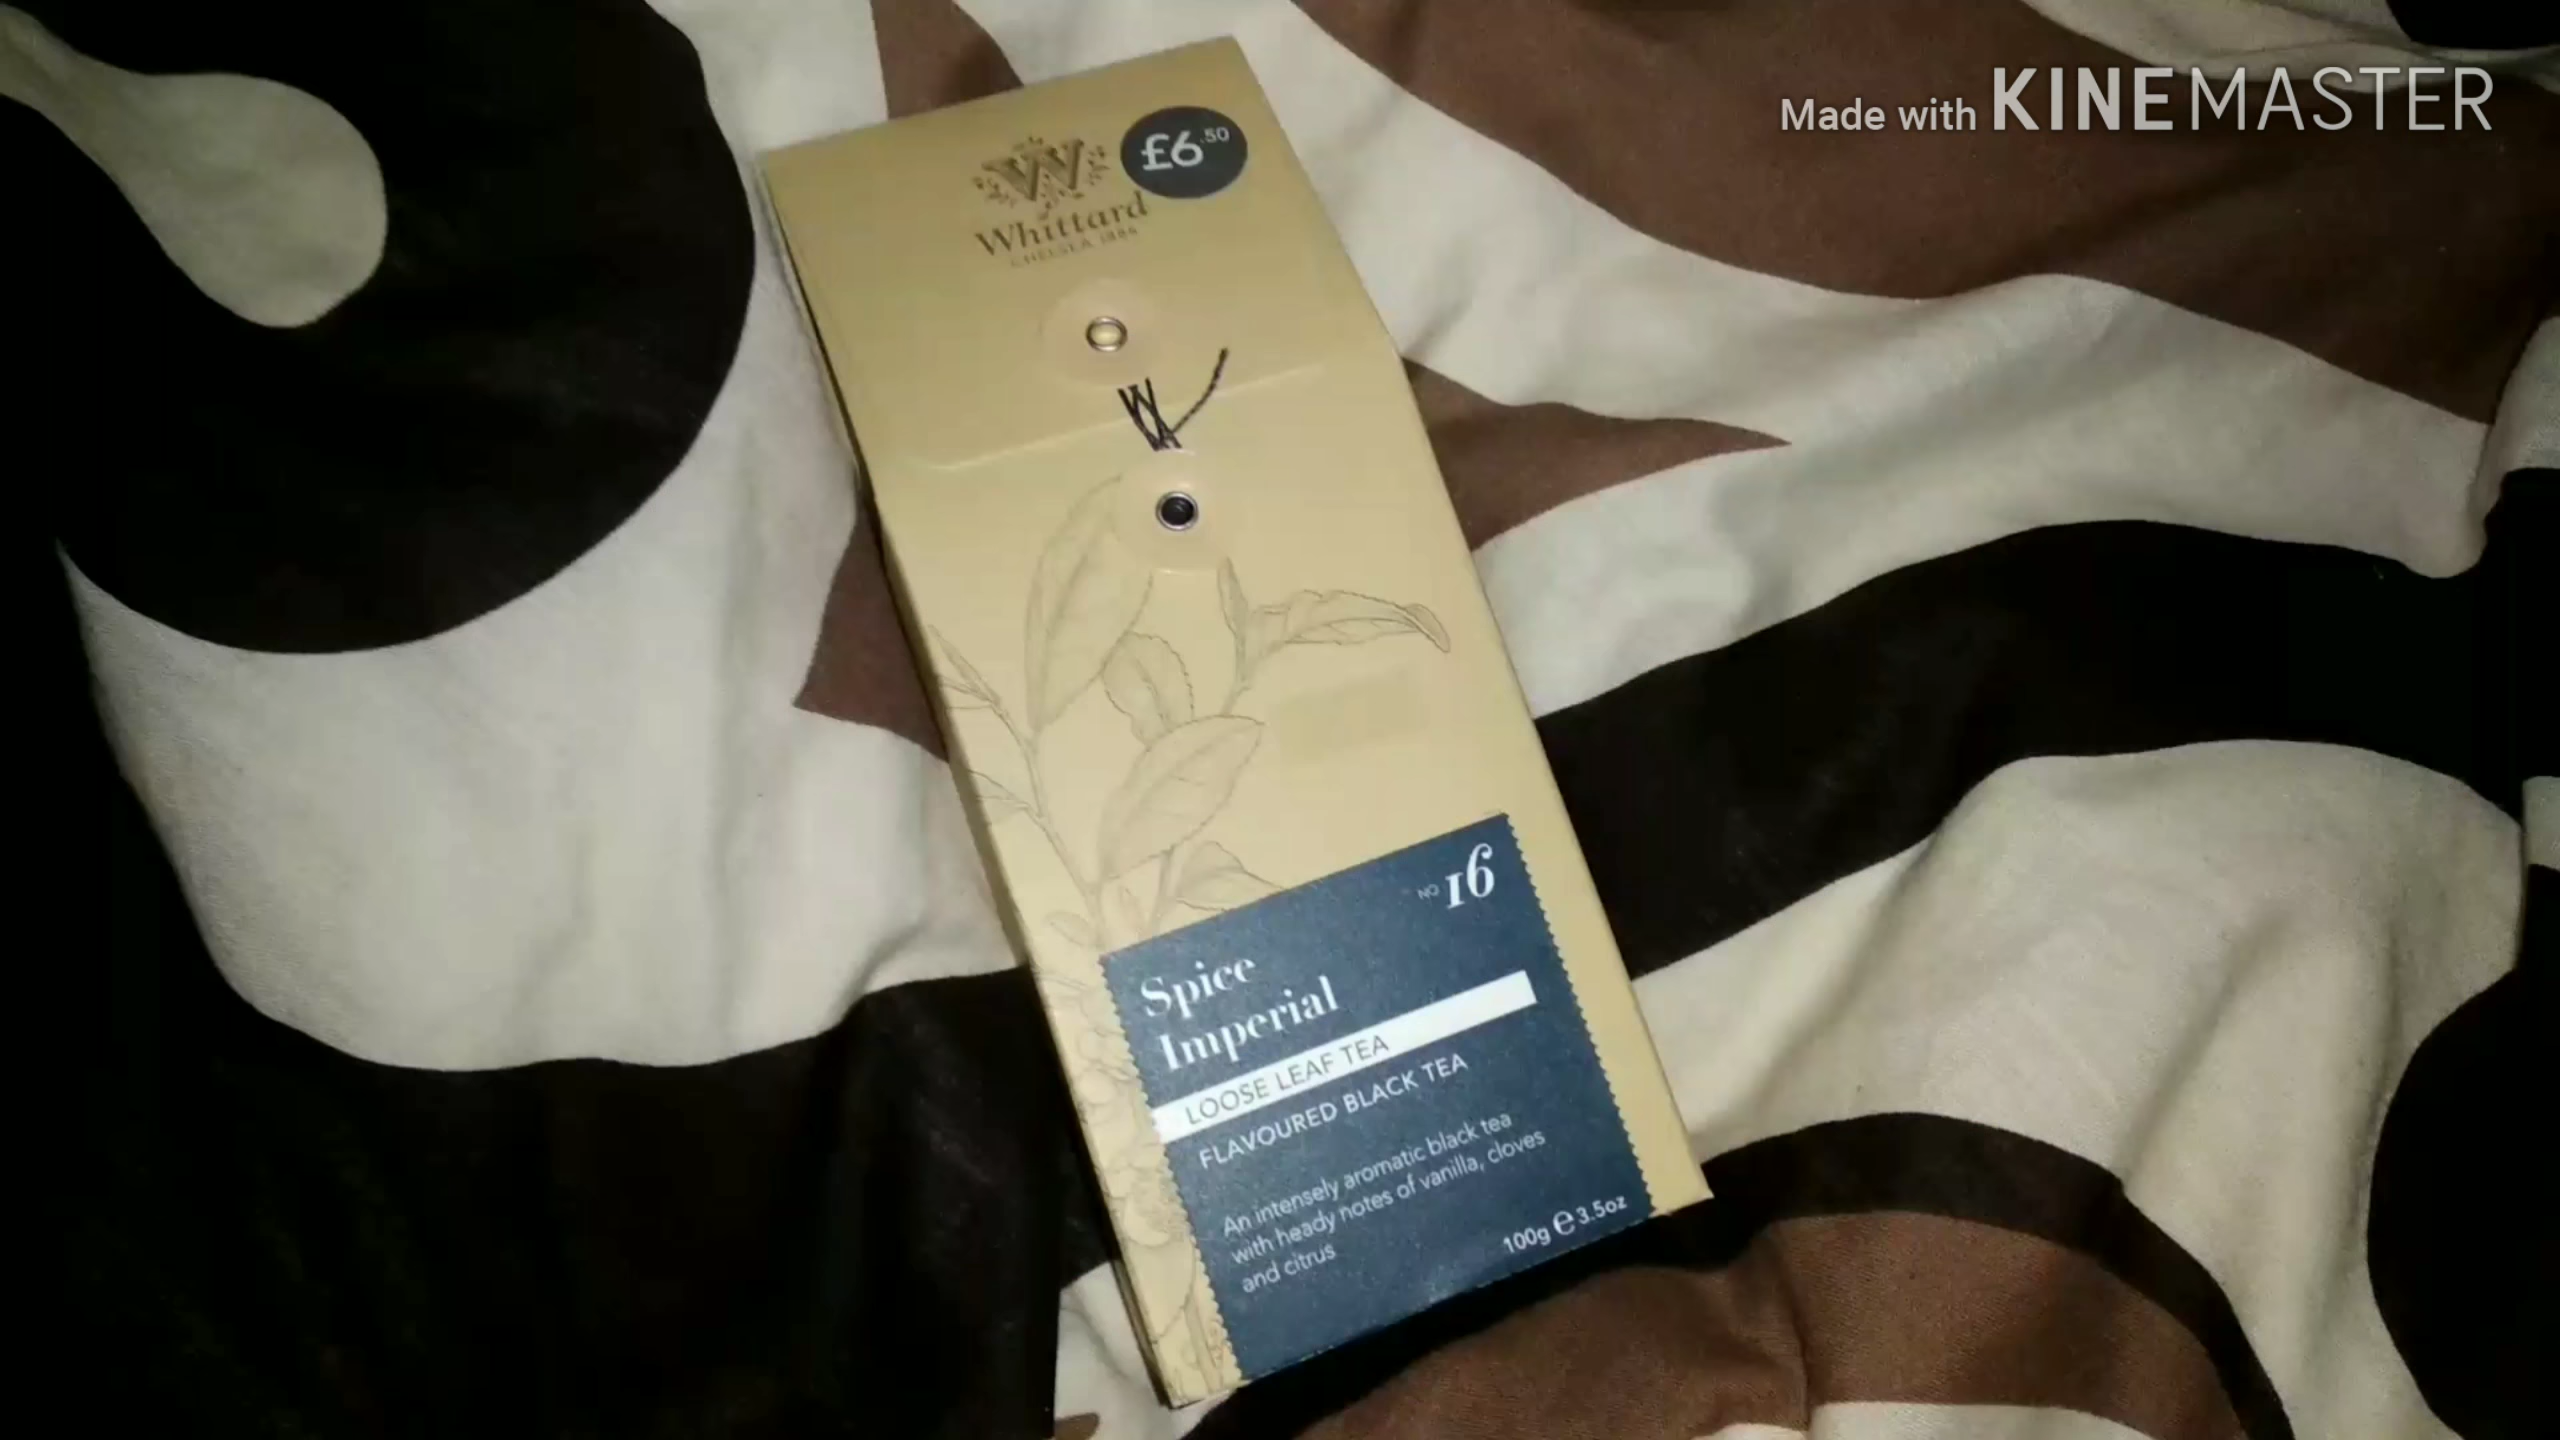 Made with KINEMASTER
£6.50
W
Whittard
CHELSEA 1886
NO 16
Spice
Imperial
LOOSE LEAF TEA
FLAVOURED BLACK TEA
An intensely aromatic black tea
with heady notes of vanilla, cloves
and citrus
100g ℮ 3.5oz